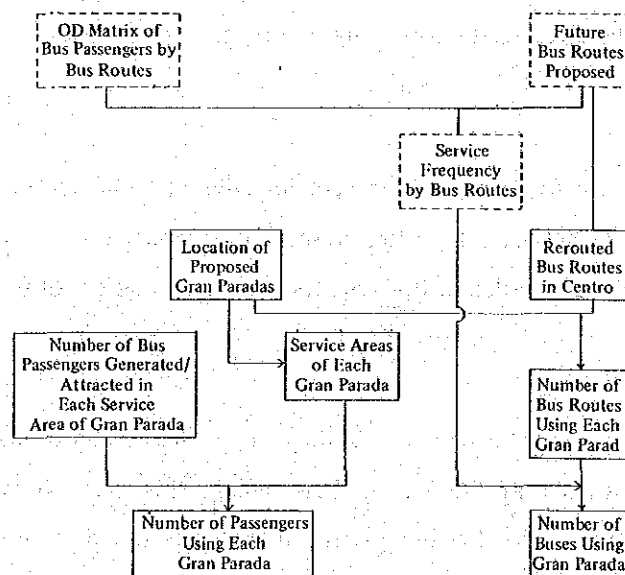 OD Matrix of
Bus Passengers by
Bus Routes
Future
Bus Routes
Proposed
Service
Frequency
by Bus Routes
Location of
Proposed
Gran Paradas
Rerouted
Bus Routes
in Centro
Number of Bus
Passengers Generated/
Attracted in
Each Service
Area of Gran Parada
Service Areas
of Each
Gran Parada
Number of
Bus Routes
Using Each
Gran Parad
Number of Passengers
Using Each
Gran Parada
Number of
Buses Using
Gran Parada